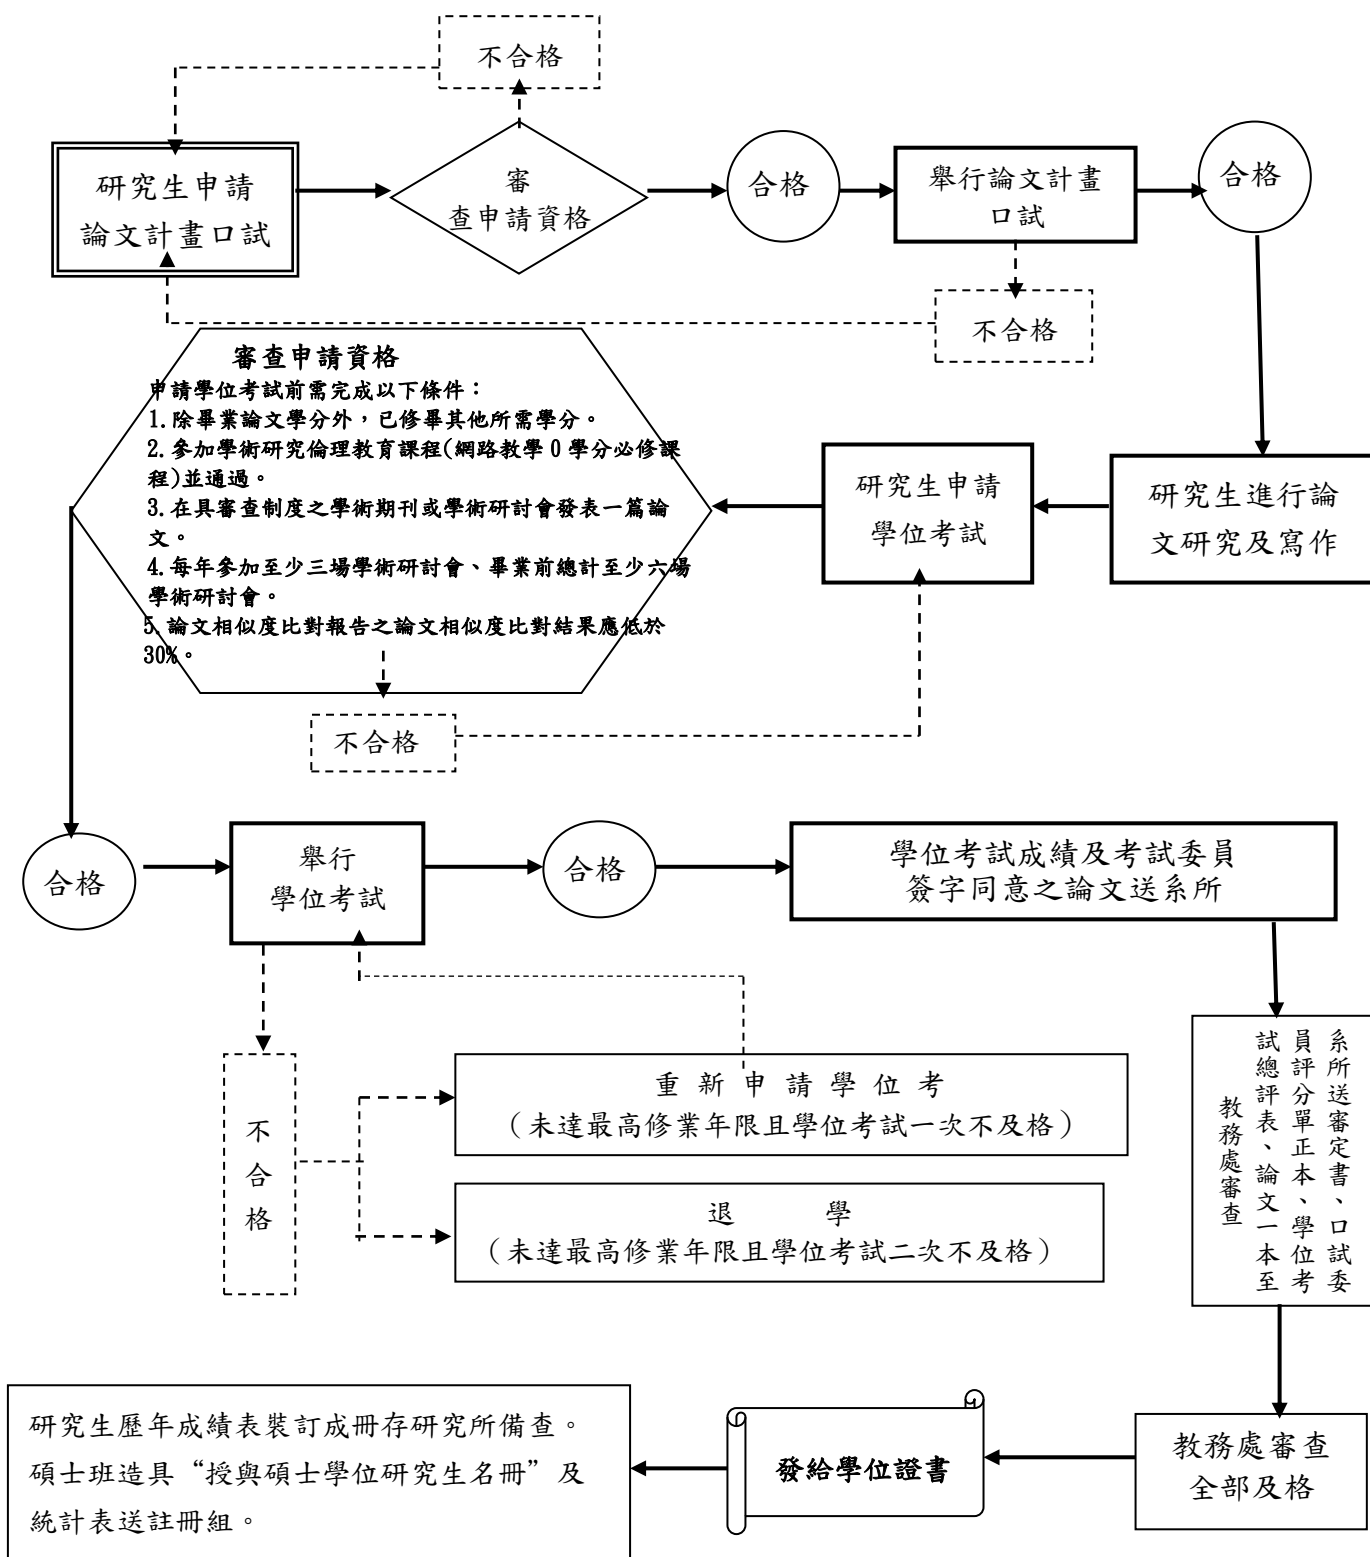 不合格
研究生申請
論文計畫口試
審
查申請資格
合格
舉行論文計畫
口試
合格
不合格
審查申請資格
申請學位考試前需完成以下條件：
1.除畢業論文學分外，已修畢其他所需學分。
2.參加學術研究倫理教育課程(網路教學 0 學分必修課
程)並通過。
3.在具審查制度之學術期刊或學術研討會發表一篇論
文。
4.每年參加至少三場學術研討會、畢業前總計至少六場
學術研討會。
5.論文相似度比對報告之論文相似度比對結果應低於
30%。
研究生申請
學位考試
研究生進行論
文研究及寫作
不合格
合格
舉行
學位考試
合格
學位考試成績及考試委員
簽字同意之論文送系所
不合格
重新申請學位考
（未達最高修業年限且學位考試一次不及格）
退學
（未達最高修業年限且學位考試二次不及格）
系所送審定書、口試委
員評分單正本、學位考
試總評表、論文一本至
教務處審查
教務處審查
全部及格
發給學位證書
研究生歷年成績表裝訂成冊存研究所備查。
碩士班造具“授與碩士學位研究生名冊”及
統計表送註冊組。